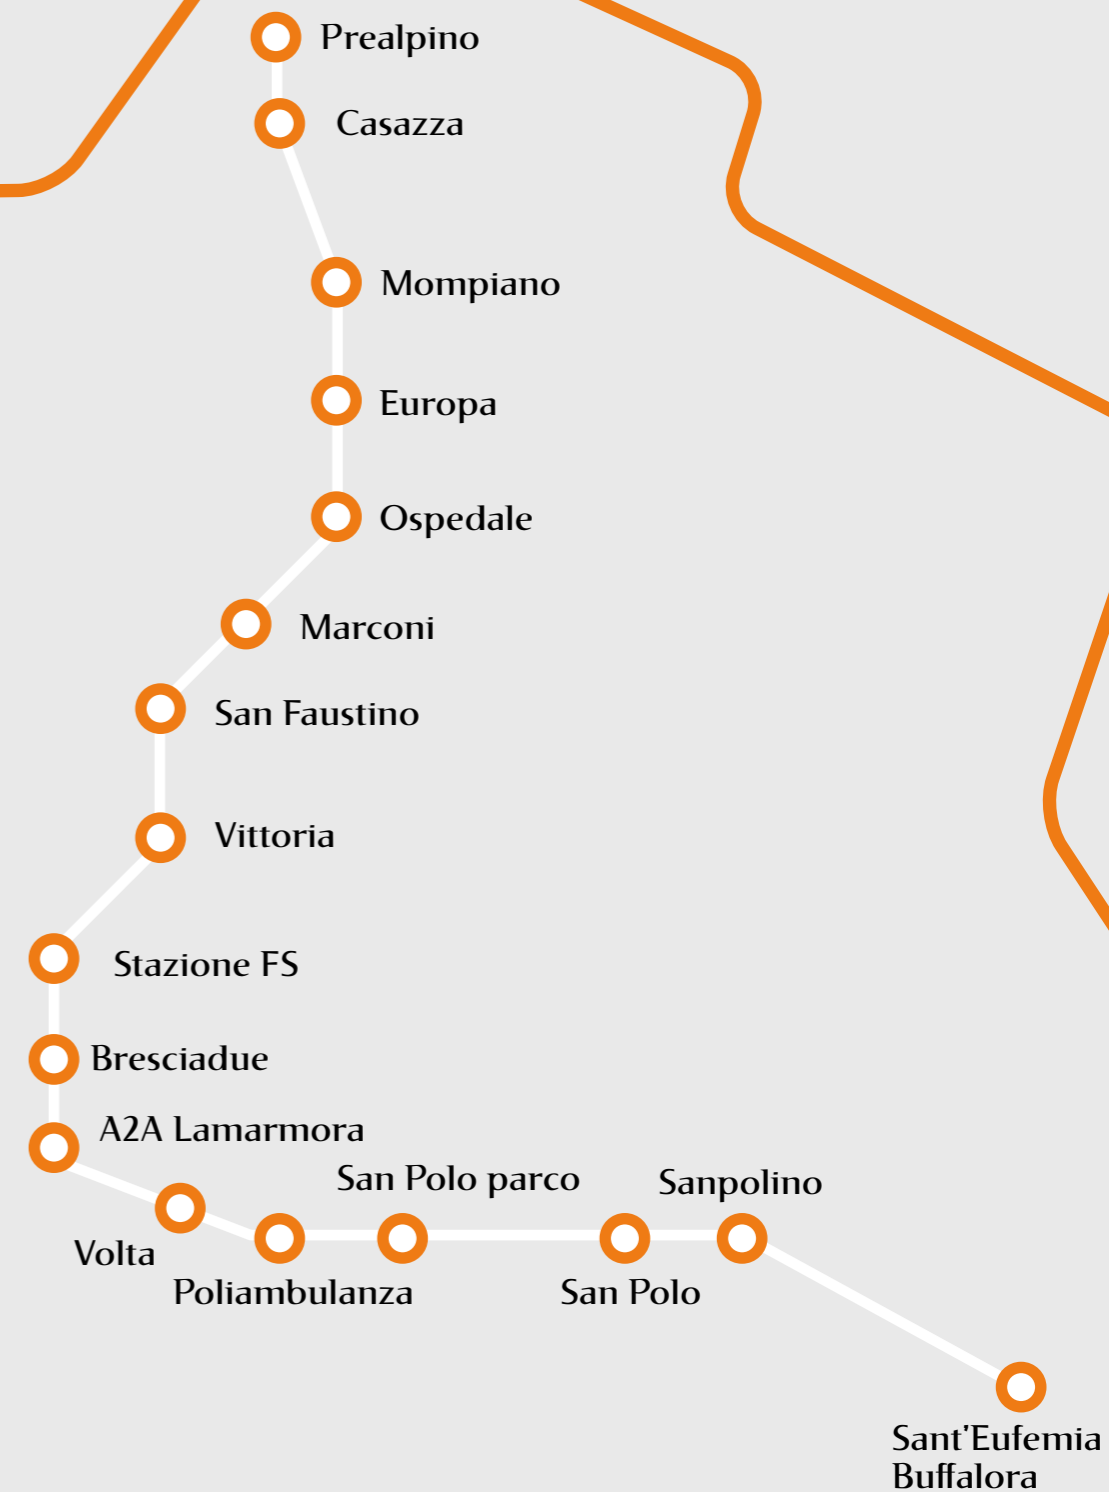 Prealpino
Casazza
Mompiano
Europa
Ospedale
Marconi
San Faustino
Vittoria
Stazione FS
Bresciadue
A2A Lamarmora
San Polo parco
Sanpolino
Volta
Poliambulanza
San Polo
Sant'Eufemia
Buffalora